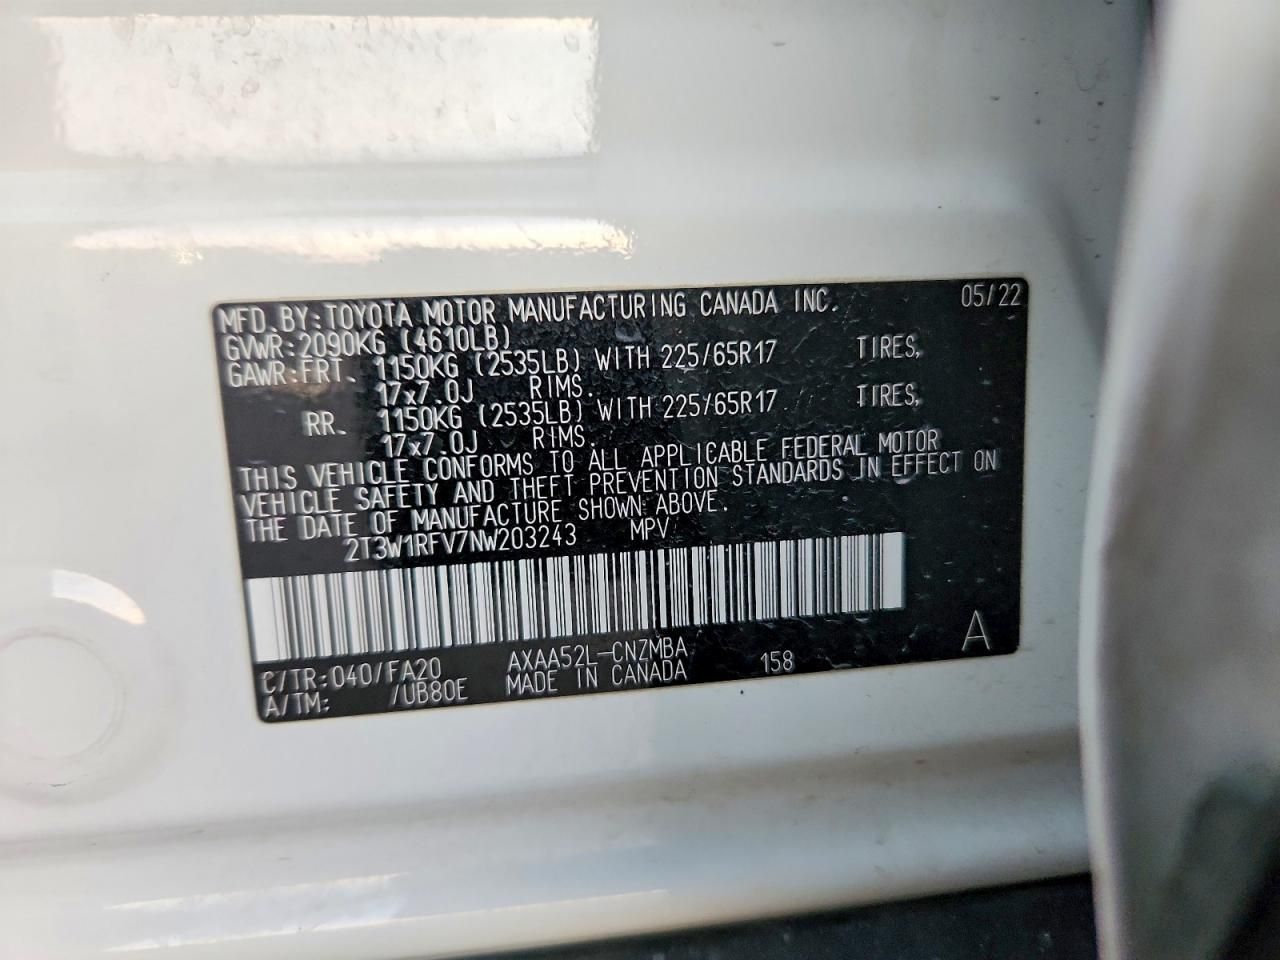 MFD.BY:TOYOTA MOTOR MANUFACTURING CANADA INC. 05/22
GVWR:2090KG (4610LB)
GAWR:FRT. 1150KG (2535LB) WITH 225/65R17 TIRES,
17x7.0J RIMS.
RR. 1150KG (2535LB) WITH 225/65R17 TIRES,
17x7.0J RIMS.
THIS VEHICLE CONFORMS TO ALL APPLICABLE FEDERAL MOTOR
VEHICLE SAFETY AND THEFT PREVENTION STANDARDS IN EFFECT ON
THE DATE OF MANUFACTURE SHOWN ABOVE.
2T3W1RFV7NW203243 MPV
A
C/TR:040/FA20 AXAA52L-CNZMBA 158
A/TM: /UB80E MADE IN CANADA